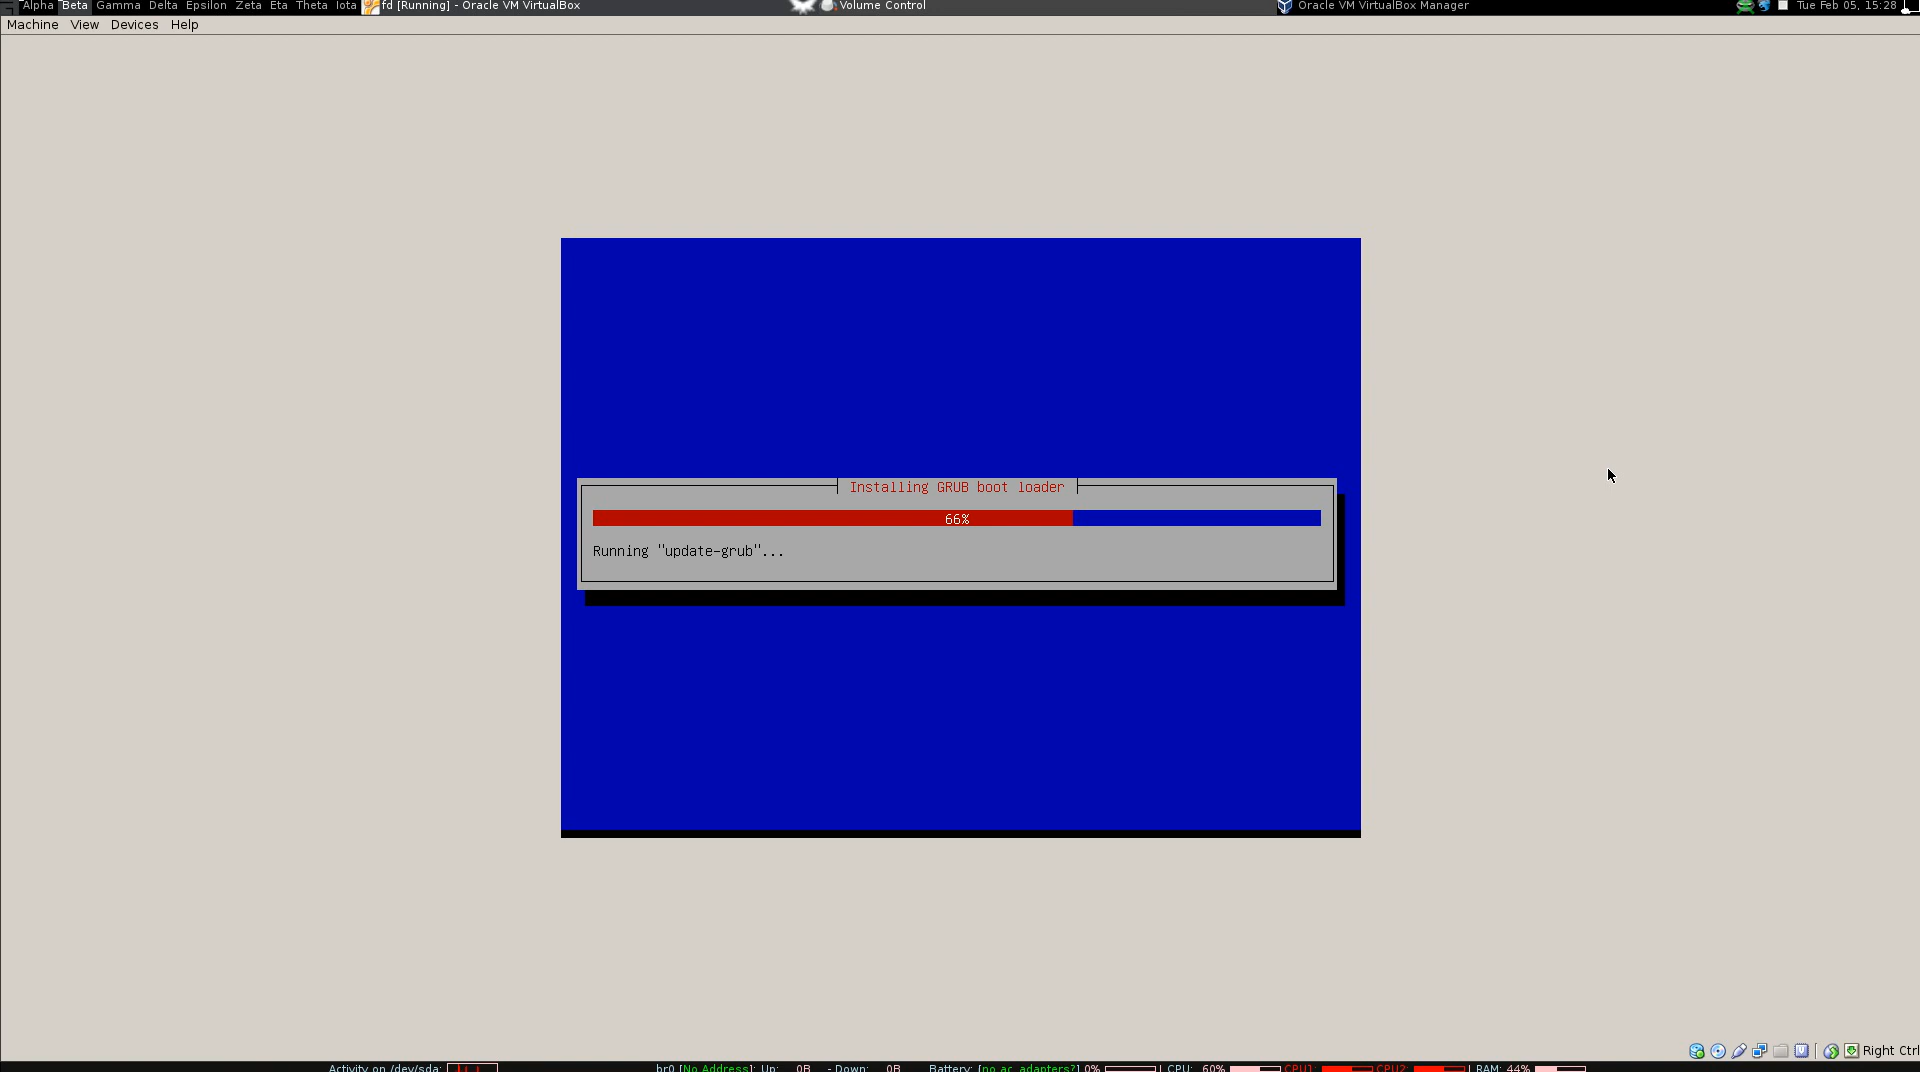 Alpha Beta Gamma Delta Epsilon Zeta Eta Theta Iota fd [Running] - Oracle VM VirtualBox Volume Control Oracle VM VirtualBox Manager Tue Feb 05, 15:28
Machine View Devices Help
Installing GRUB boot loader
66%
Running "update-grub"...
Right Ctrl
Activity on /dev/sda: br0 [No Address]: Up: 0B - Down: 0B Battery: [no ac adapters?] 0% | CPU: 60% CPU1: CPU2: | RAM: 44%